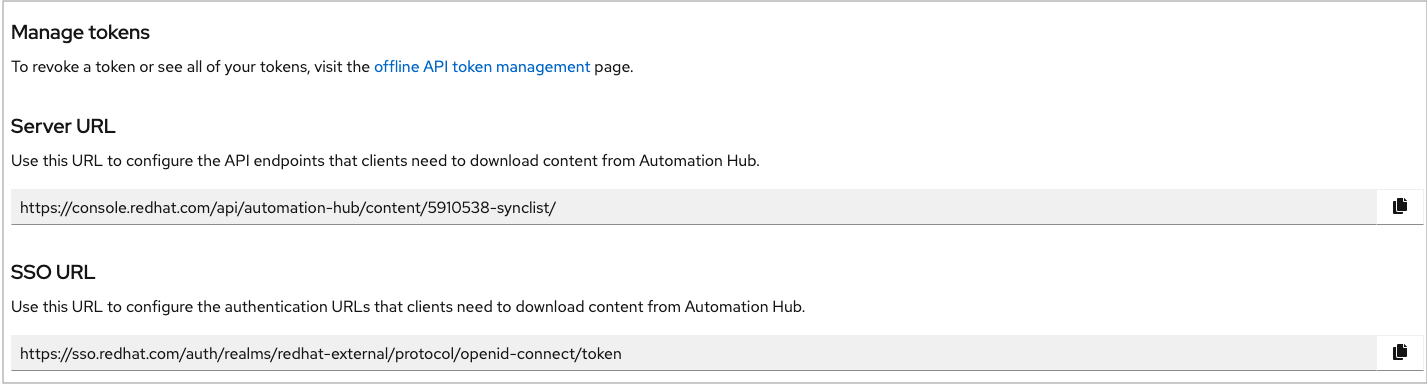 Manage tokens
To revoke a token or see all of your tokens, visit the offline API token management page.
Server URL
Use this URL to configure the API endpoints that clients need to download content from Automation Hub.
https://console.redhat.com/api/automation-hub/content/5910538-synclist/
SSO URL
Use this URL to configure the authentication URLs that clients need to download content from Automation Hub.
https://sso.redhat.com/auth/realms/redhat-external/protocol/openid-connect/token